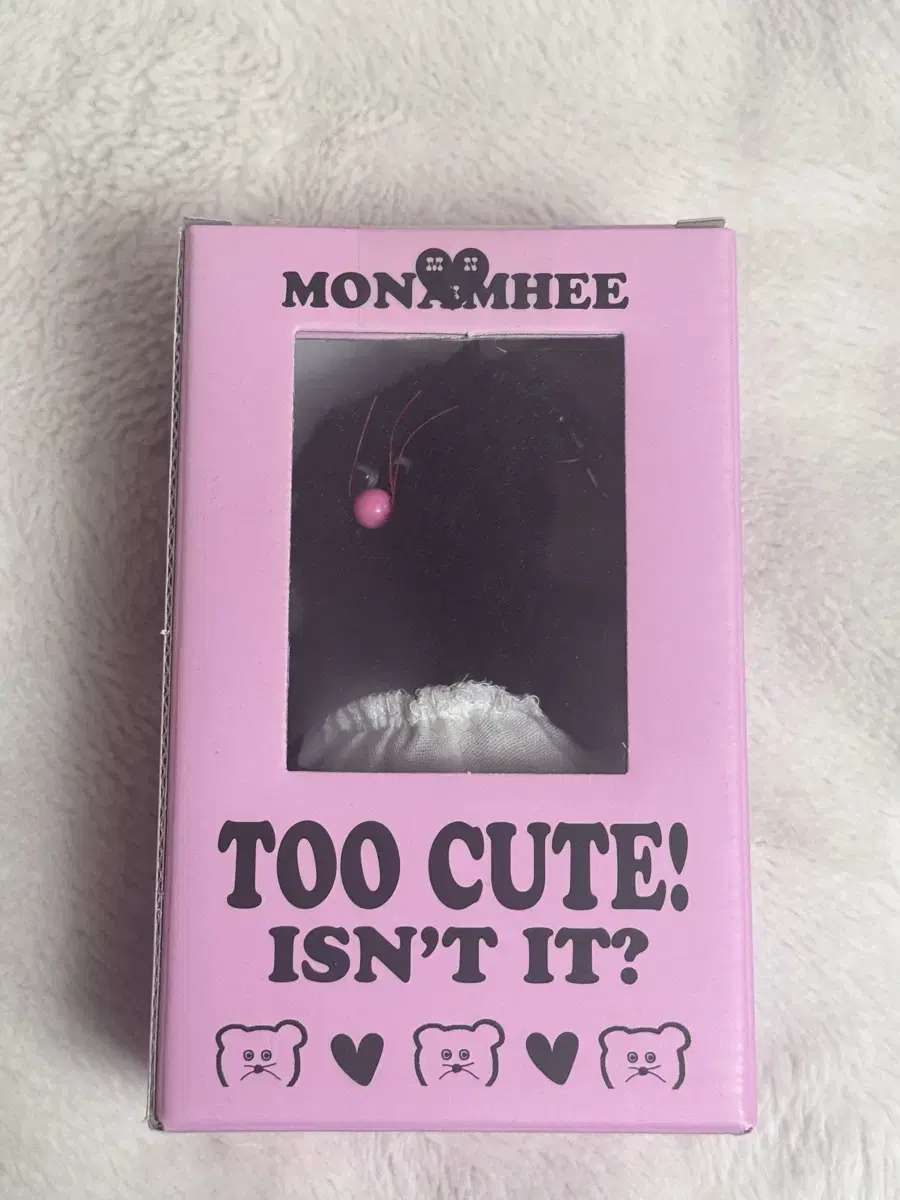 MONAMHEE
M N
TOO CUTE!
ISN'T IT?